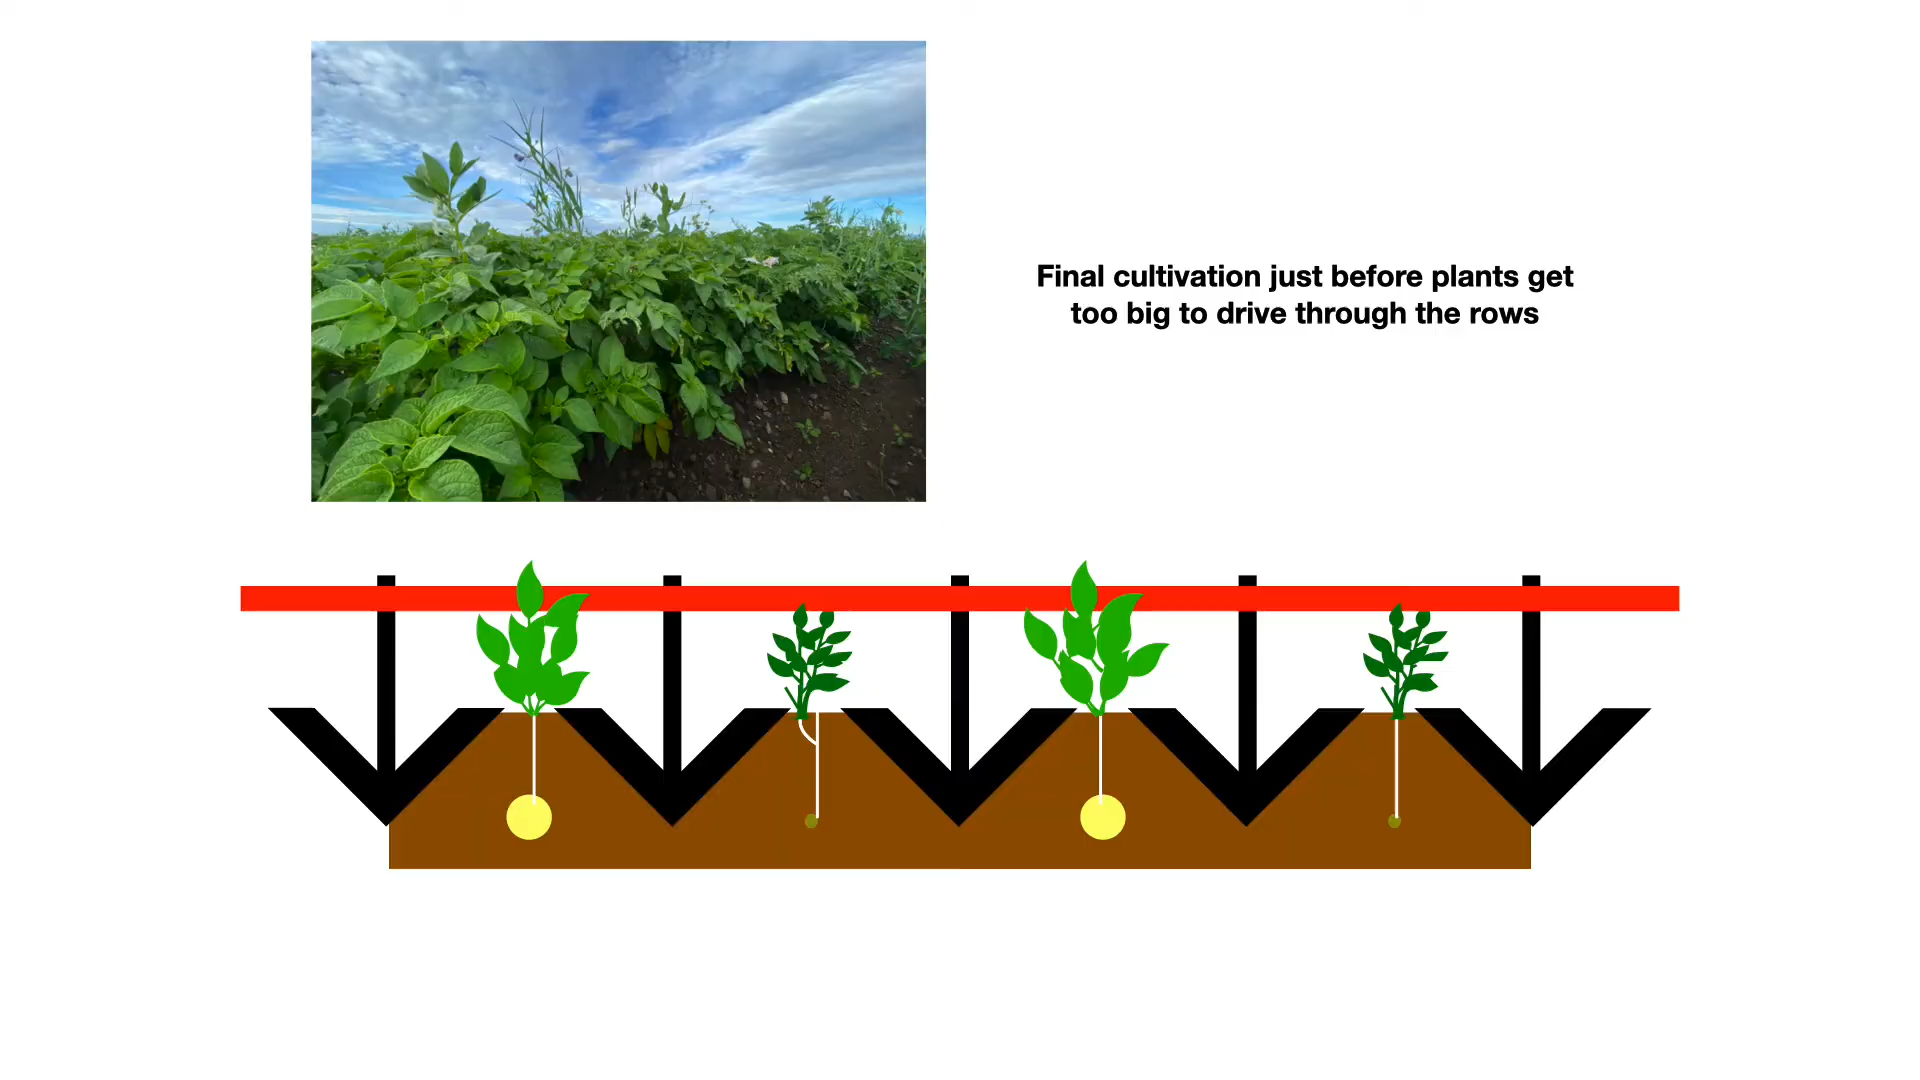 Final cultivation just before plants get
too big to drive through the rows